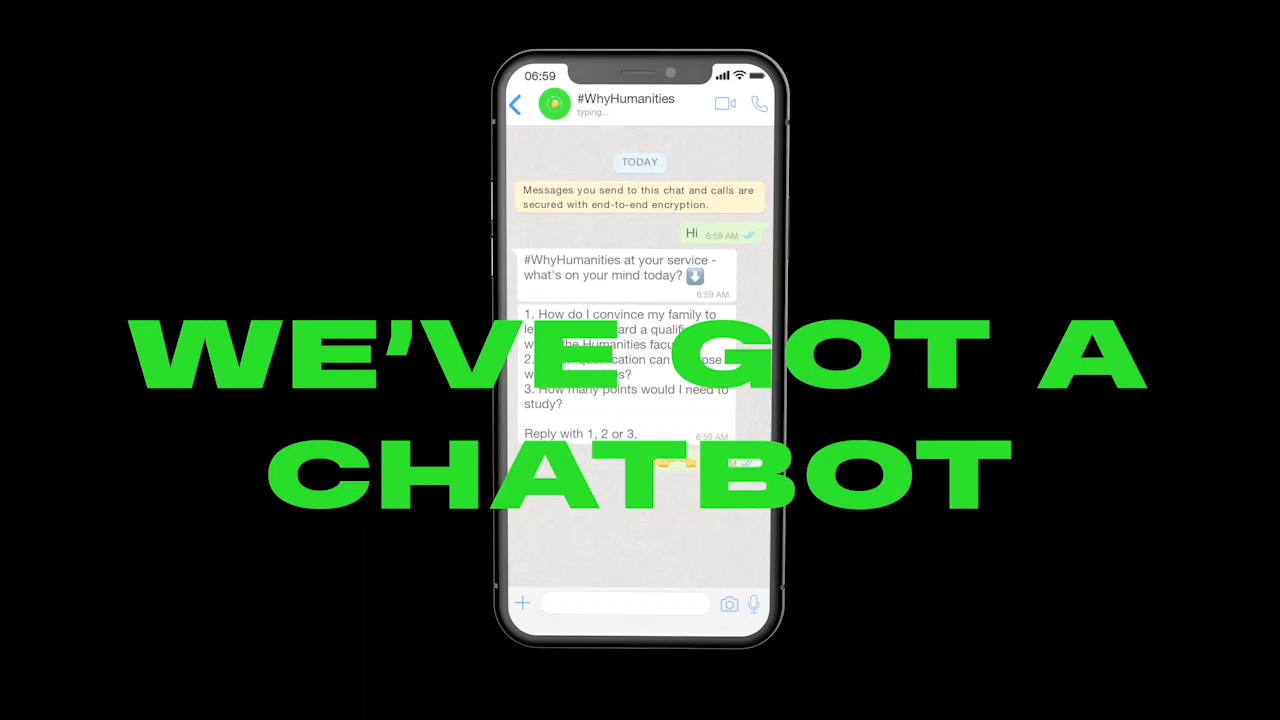 06:59
#WhyHumanities
typing...
TODAY
Messages you send to this chat and calls are
secured with end-to-end encryption.
Hi 6:59 AM
#WhyHumanities at your service -
what's on your mind today?
6:59 AM
1. How do I convince my family to
study?
3. How many points would I need to
Reply with 1, 2 or 3. 6:59 AM
WE'VE GOT A
CHATBOT